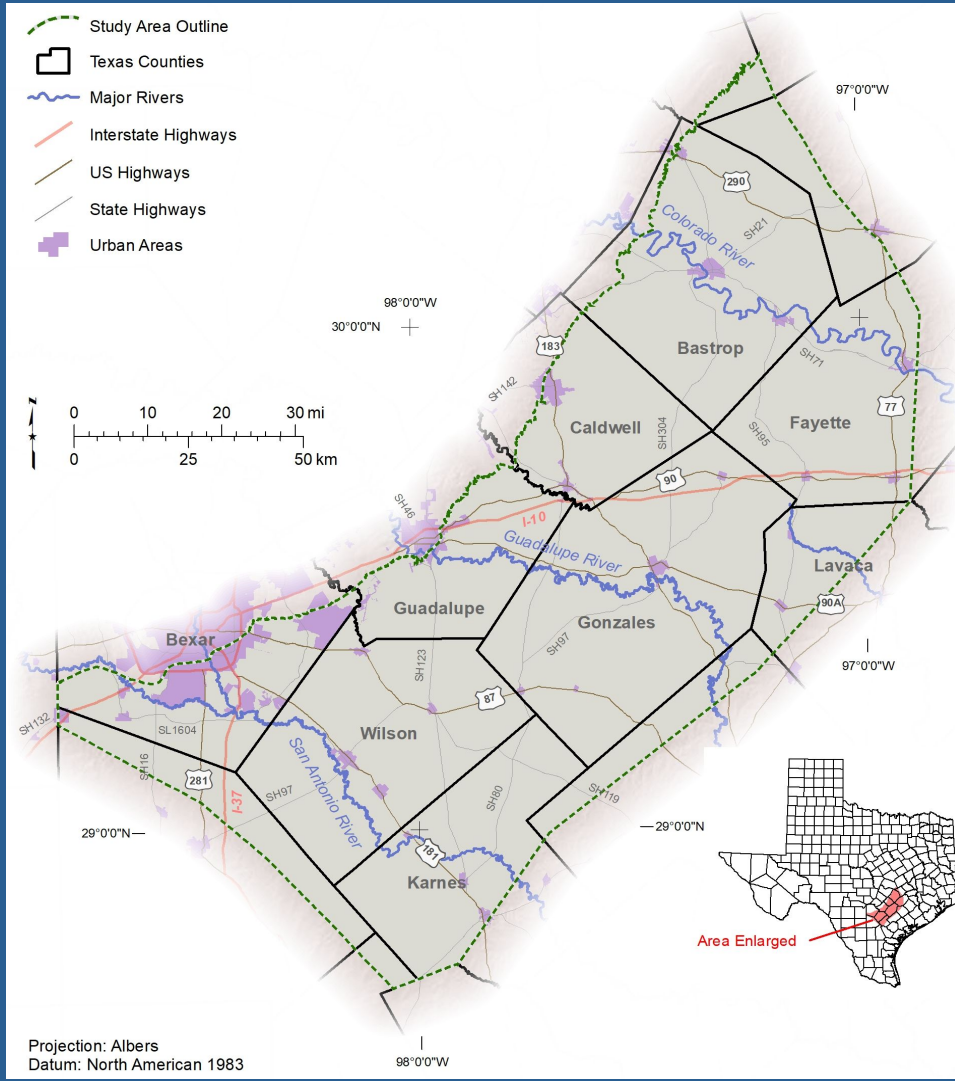 Study Area Outline
Texas Counties
Major Rivers
Interstate Highways
US Highways
State Highways
Urban Areas
97°0'0"W
290
SH21
Colorado River
98°0'0"W
30°0'0"N
183
Bastrop
SH71
SH142
77
0 10 20 30 mi
0 25 50 km
Caldwell
SH304
SH95
Fayette
90
SH46
I-10
Guadalupe River
Lavaca
90A
Guadalupe
Gonzales
Bexar
97°0'0"W
SH123
SH97
87
SH132
SL1604
Wilson
SH16
281
I-37
SH97
San Antonio River
SH80
SH119
29°0'0"N
29°0'0"N
181
Karnes
Area Enlarged
Projection: Albers
Datum: North American 1983
98°0'0"W